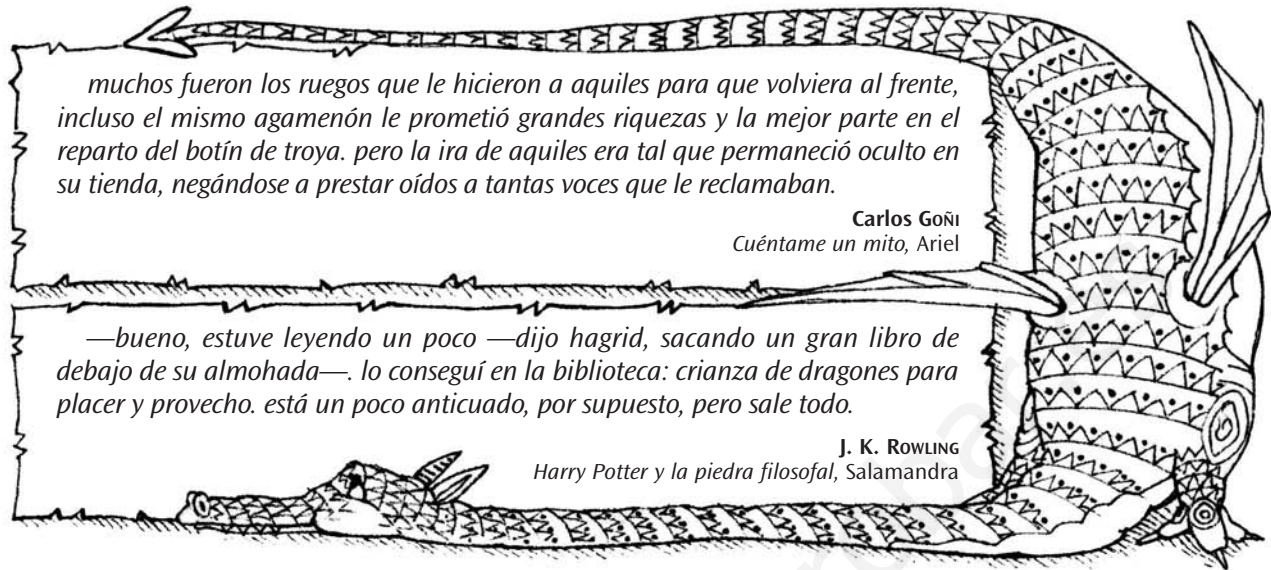 muchos fueron los ruegos que le hicieron a aquiles para que volviera al frente,
incluso el mismo agamenón le prometió grandes riquezas y la mejor parte en el
reparto del botín de troya. pero la ira de aquiles era tal que permaneció oculto en
su tienda, negándose a prestar oídos a tantas voces que le reclamaban.
Carlos GOÑI
Cuéntame un mito, Ariel
—bueno, estuve leyendo un poco —dijo hagrid, sacando un gran libro de
debajo de su almohada—. lo conseguí en la biblioteca: crianza de dragones para
placer y provecho. está un poco anticuado, por supuesto, pero sale todo.
J. K. ROWLING
Harry Potter y la piedra filosofal, Salamandra